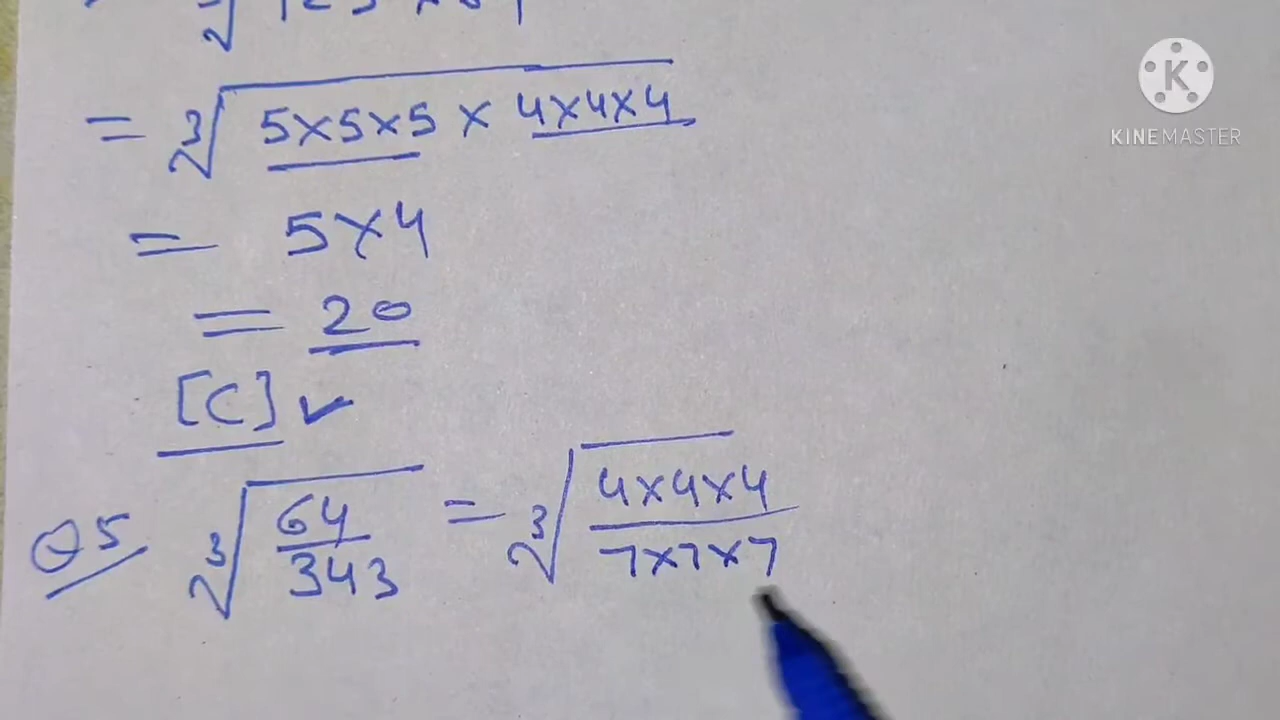 = ∛ 5×5×5 × 4×4×4
= 5×4
= 20
[C] ✓
Q5/ ∛ 64/343 = ∛ 4×4×4/7×7×7
K
KINEMASTER